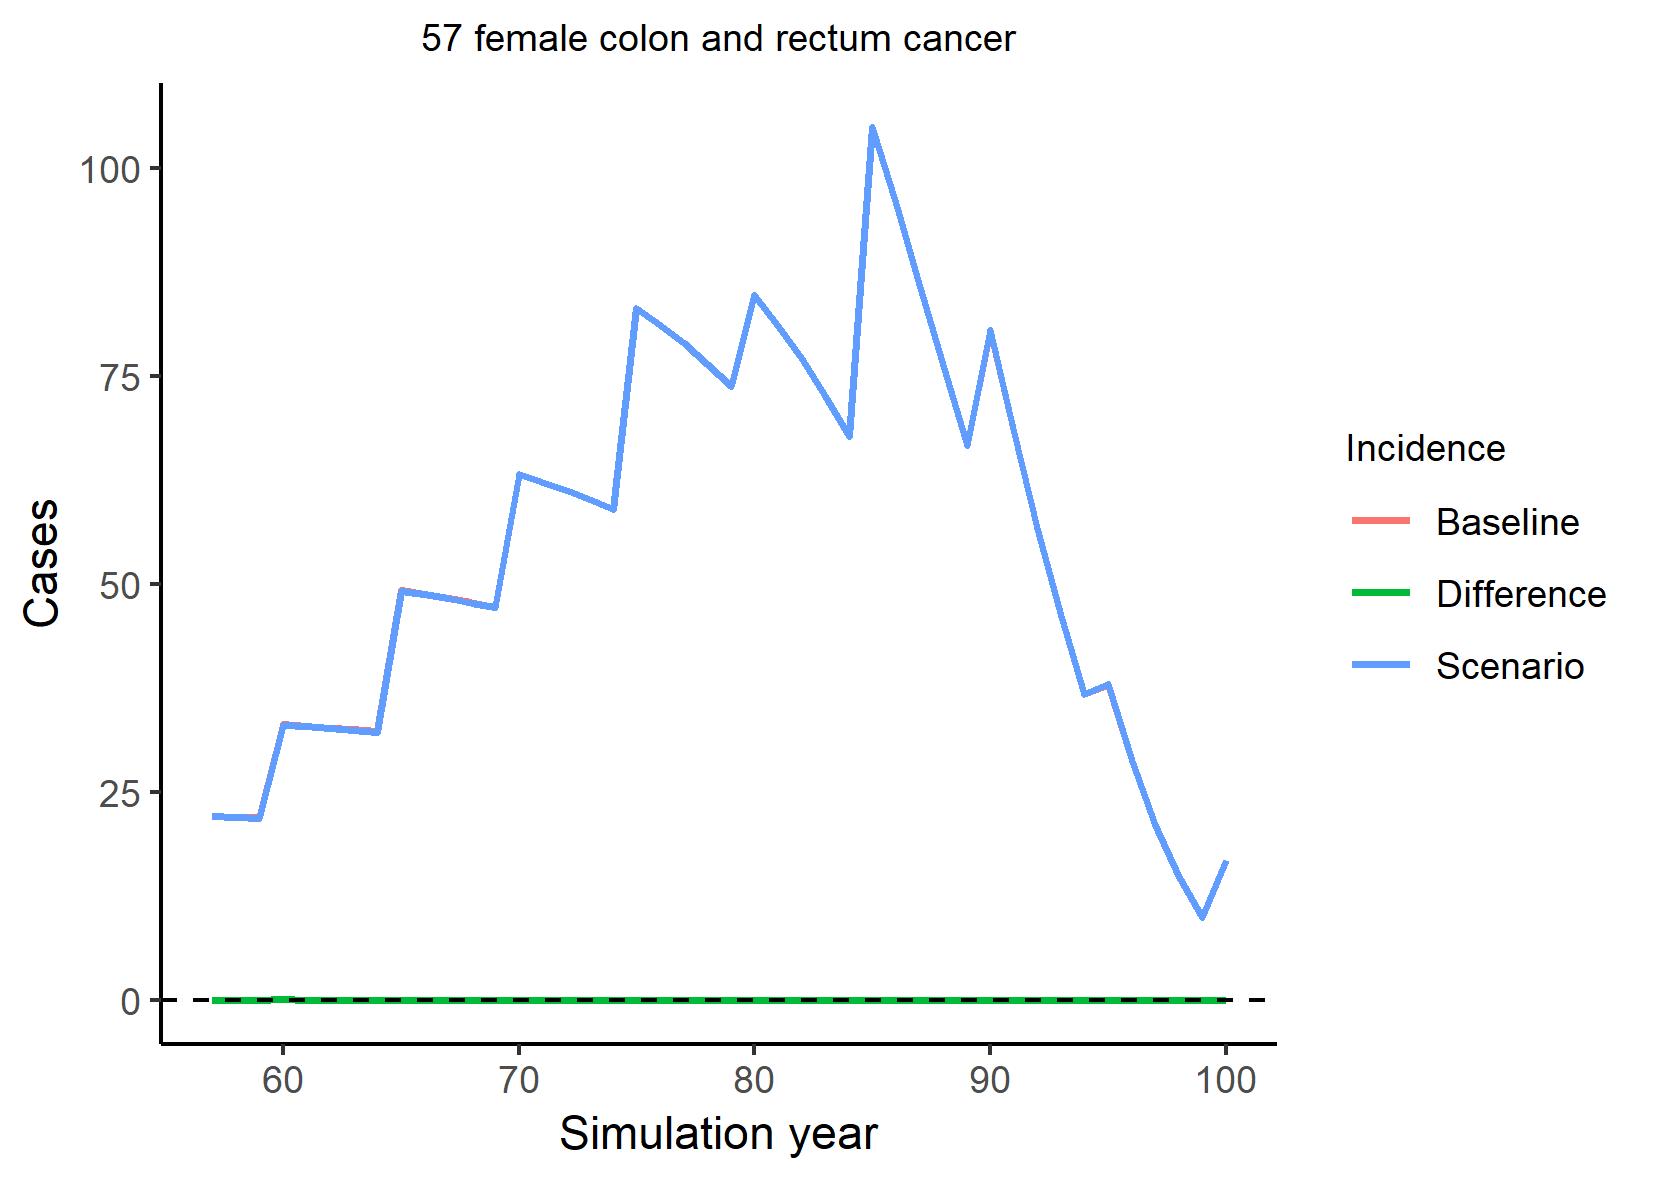 57 female colon and rectum cancer
Cases
100
75
50
25
0
60 70 80 90 100
Simulation year
Incidence
Baseline
Difference
Scenario